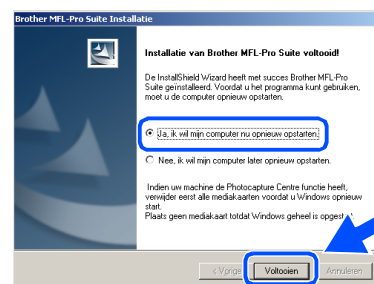 Brother MFL-Pro Suite Installatie
Installatie van Brother MFL-Pro Suite voltooid!
De InstallShield Wizard heeft met succes Brother MFL-Pro
Suite geïnstalleerd. Voordat u het programma kunt gebruiken,
moet u de computer opnieuw opstarten.
Ja, ik wil mijn computer nu opnieuw opstarten.
Nee, ik wil mijn computer later opnieuw opstarten.
Indien uw machine de Photocapture Centre functie heeft,
verwijder eerst alle mediakaarten voordat u Windows opnieuw
start.
Plaats geen mediakaart totdat Windows geheel is
< Vorige Voltooien Annuleren